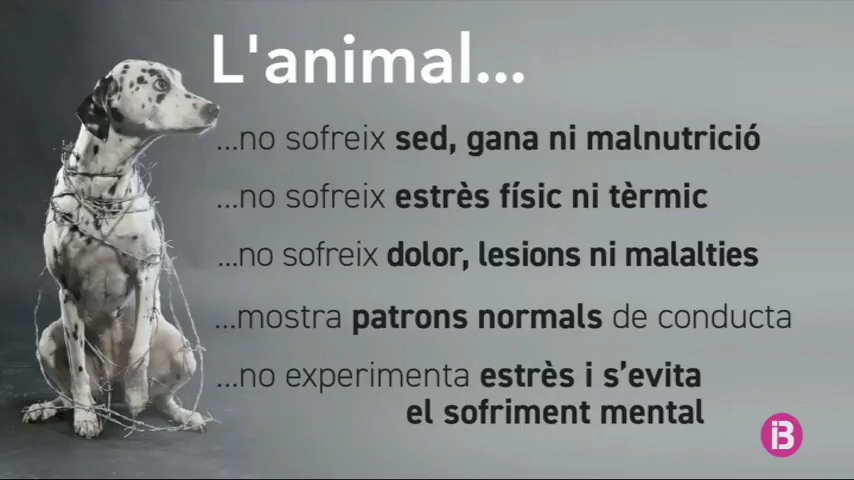 L'animal...
...no sofreix sed, gana ni malnutrició
...no sofreix estrès físic ni tèrmic
...no sofreix dolor, lesions ni malalties
...mostra patrons normals de conducta
...no experimenta estrès i s’evita
el sofriment mental
iB